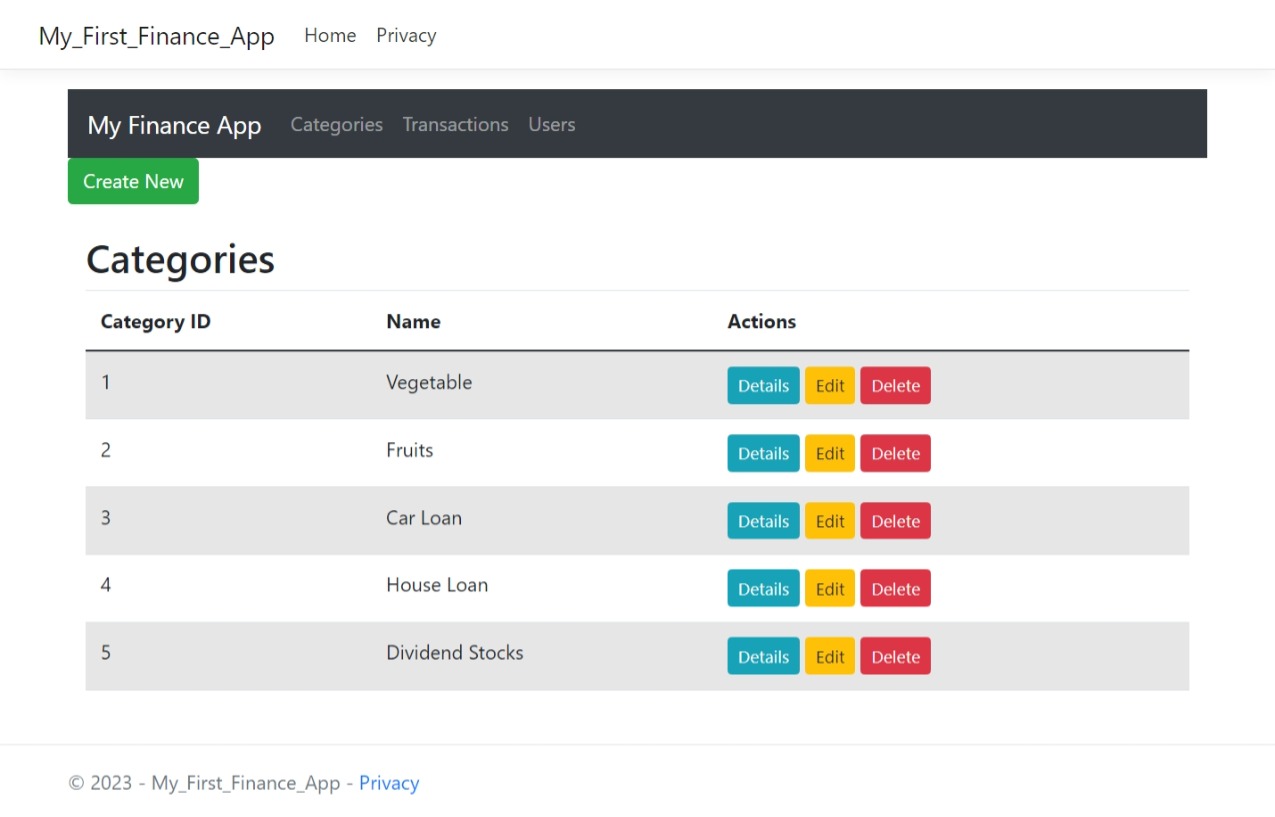 My_First_Finance_App Home Privacy
My Finance App Categories Transactions Users
Create New
Categories
Category ID Name Actions
1 Vegetable Details Edit Delete
2 Fruits Details Edit Delete
3 Car Loan Details Edit Delete
4 House Loan Details Edit Delete
5 Dividend Stocks Details Edit Delete
© 2023 - My_First_Finance_App - Privacy